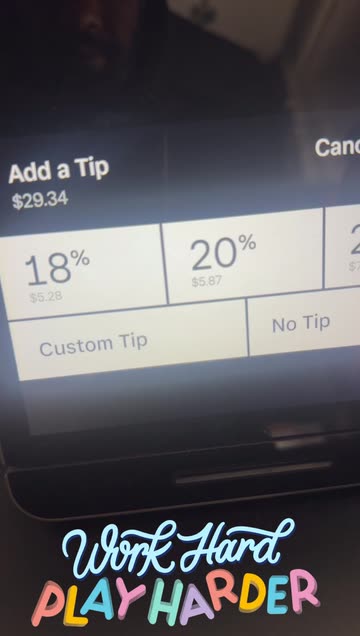 Add a Tip
$29.34
18%
$5.28
20%
$5.87
Custom Tip
No Tip
Work Hard
PLAY HARDER